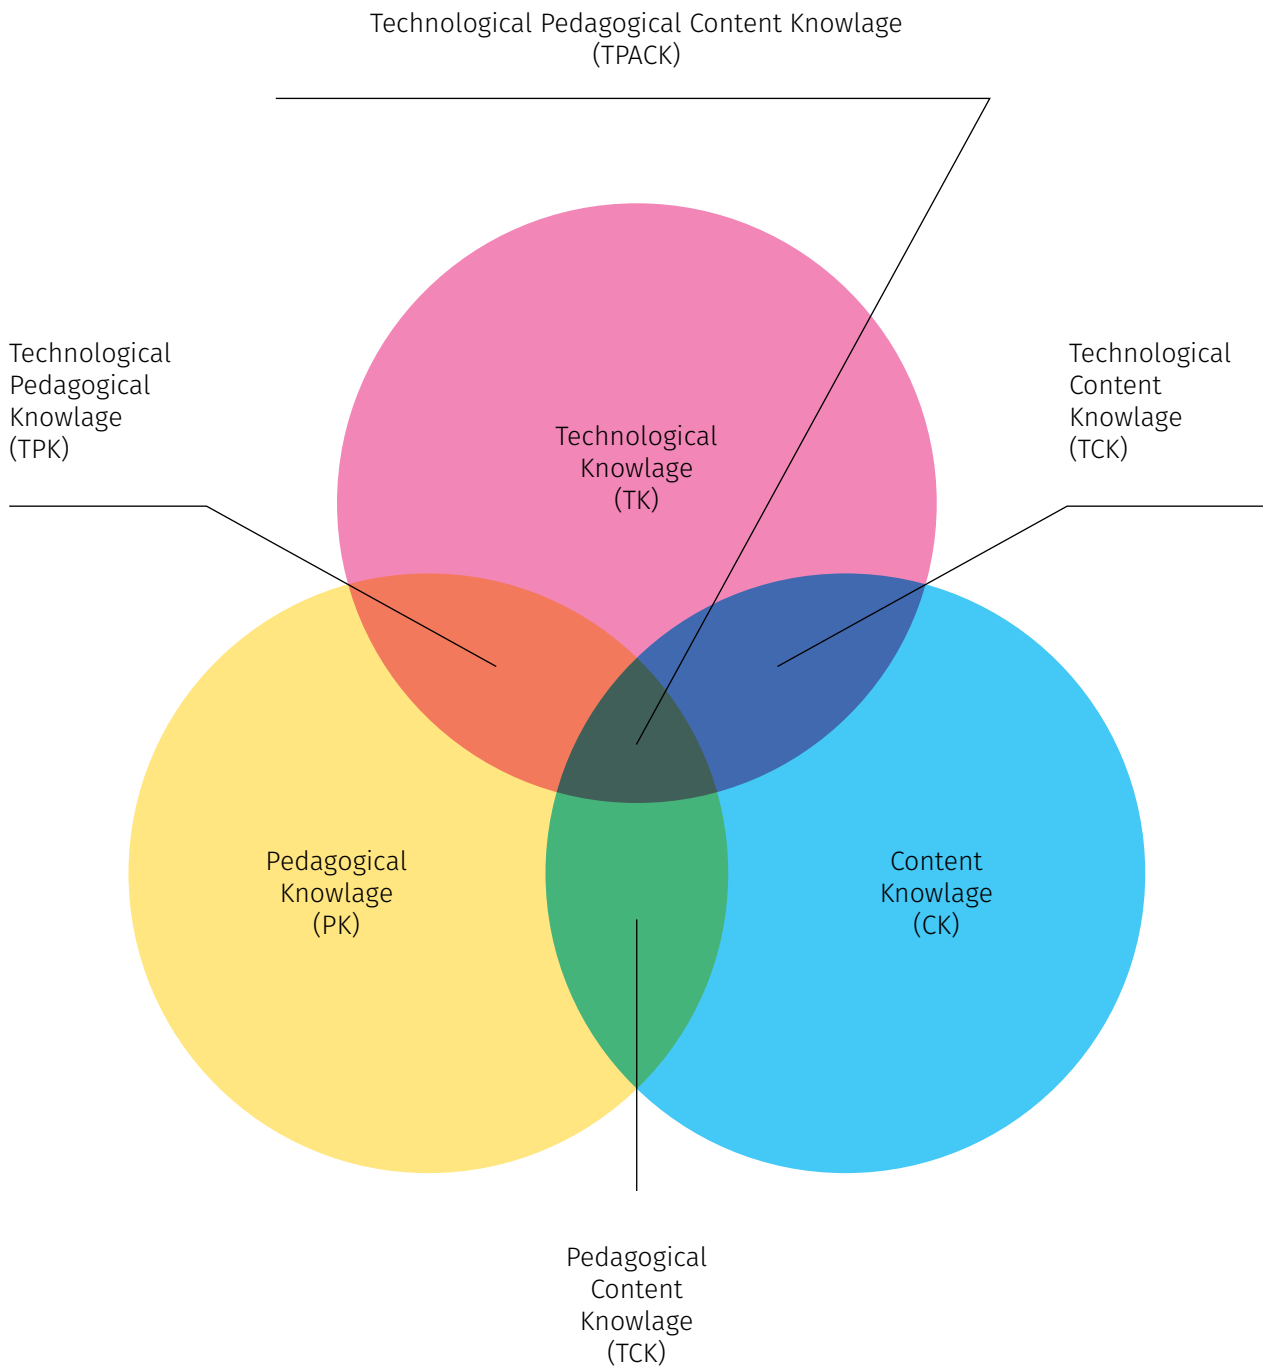 Technological Pedagogical Content Knowlage
(TPACK)
Technological
Pedagogical
Knowlage
(TPK)
Technological
Content
Knowlage
(TCK)
Technological
Knowlage
(TK)
Pedagogical
Knowlage
(PK)
Content
Knowlage
(CK)
Pedagogical
Content
Knowlage
(TCK)